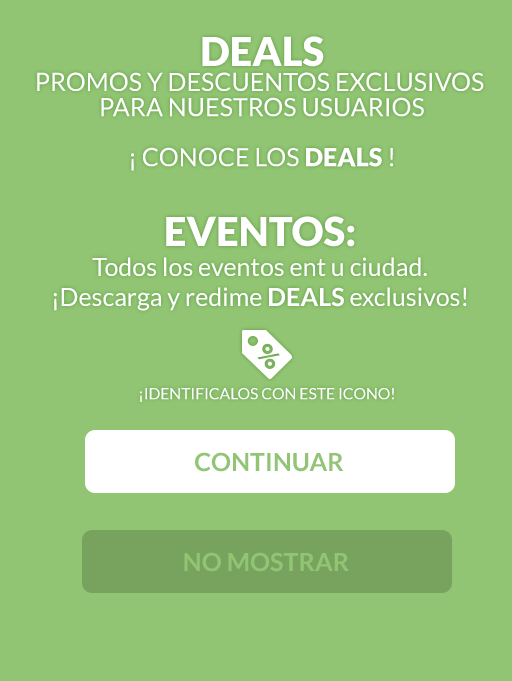 DEALS
PROMOS Y DESCUENTOS EXCLUSIVOS
PARA NUESTROS USUARIOS
¡ CONOCE LOS DEALS !
EVENTOS:
Todos los eventos ent u ciudad.
¡Descarga y redime DEALS exclusivos!
%
¡IDENTIFICALOS CON ESTE ICONO!
CONTINUAR
NO MOSTRAR